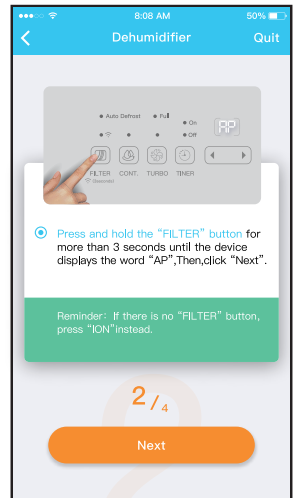 8:08 AM 50%
Dehumidifier Quit
Auto Defrost Full On
Off
AP
FILTER CONT. TURBO TINER
Press and hold the “FILTER” button for
more than 3 seconds until the device
displays the word “AP”,Then,click “Next”.
Reminder: If there is no “FILTER” button,
press “ION”instead.
2/4
Next